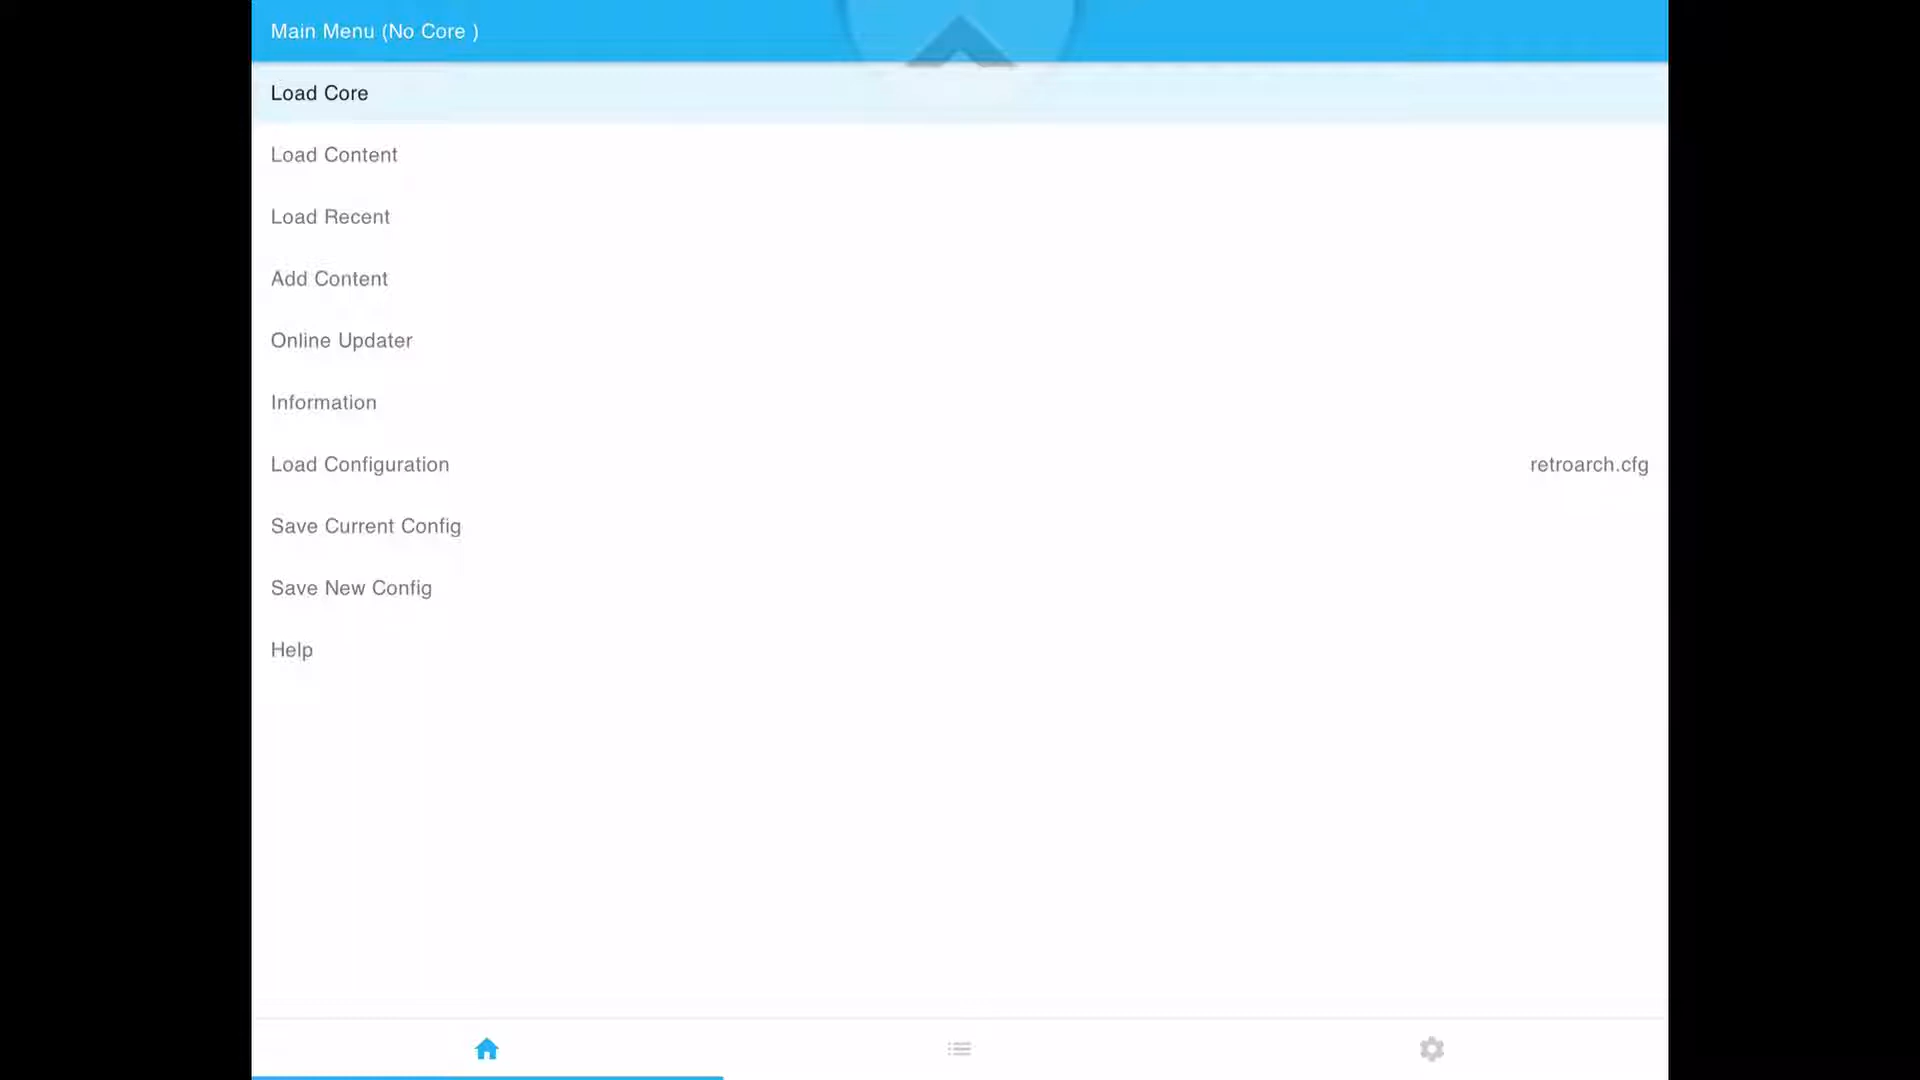 Main Menu (No Core )
Load Core
Load Content
Load Recent
Add Content
Online Updater
Information
Load Configuration retroarch.cfg
Save Current Config
Save New Config
Help